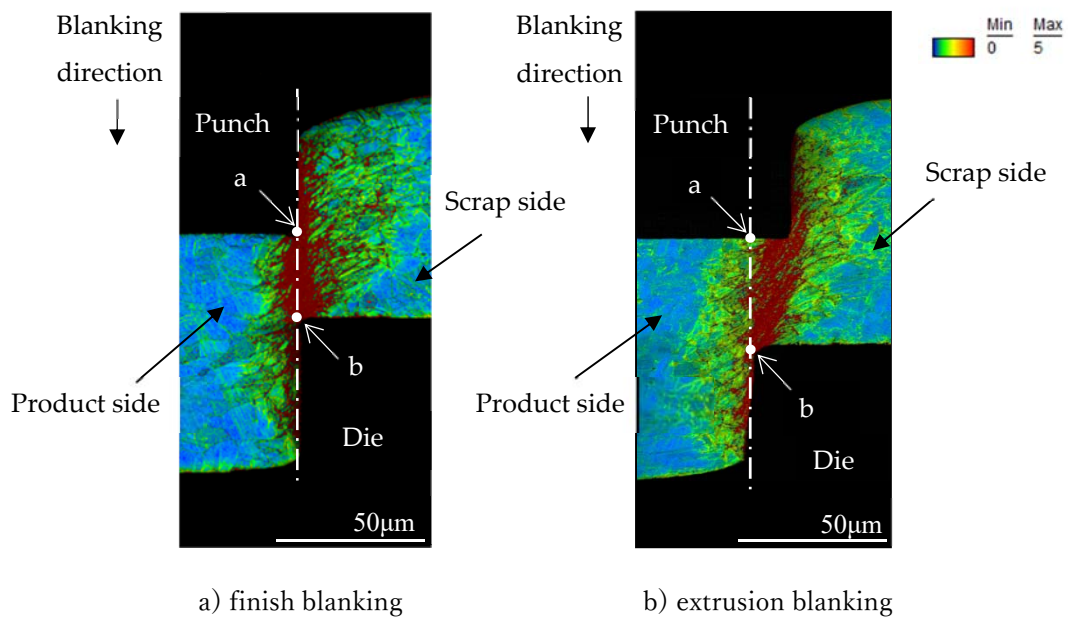 Blanking
direction
Punch
a
Scrap side
b
Product side
Die
50μm
a) finish blanking
Blanking
direction
Punch
a
Scrap side
b
Product side
Die
50μm
b) extrusion blanking
Min Max
0 5